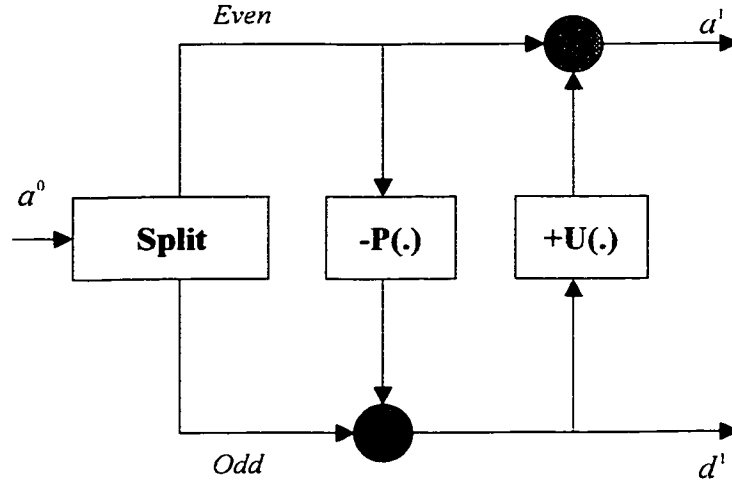 Even
a¹
a⁰
Split
-P(.)
+U(.)
Odd
d¹